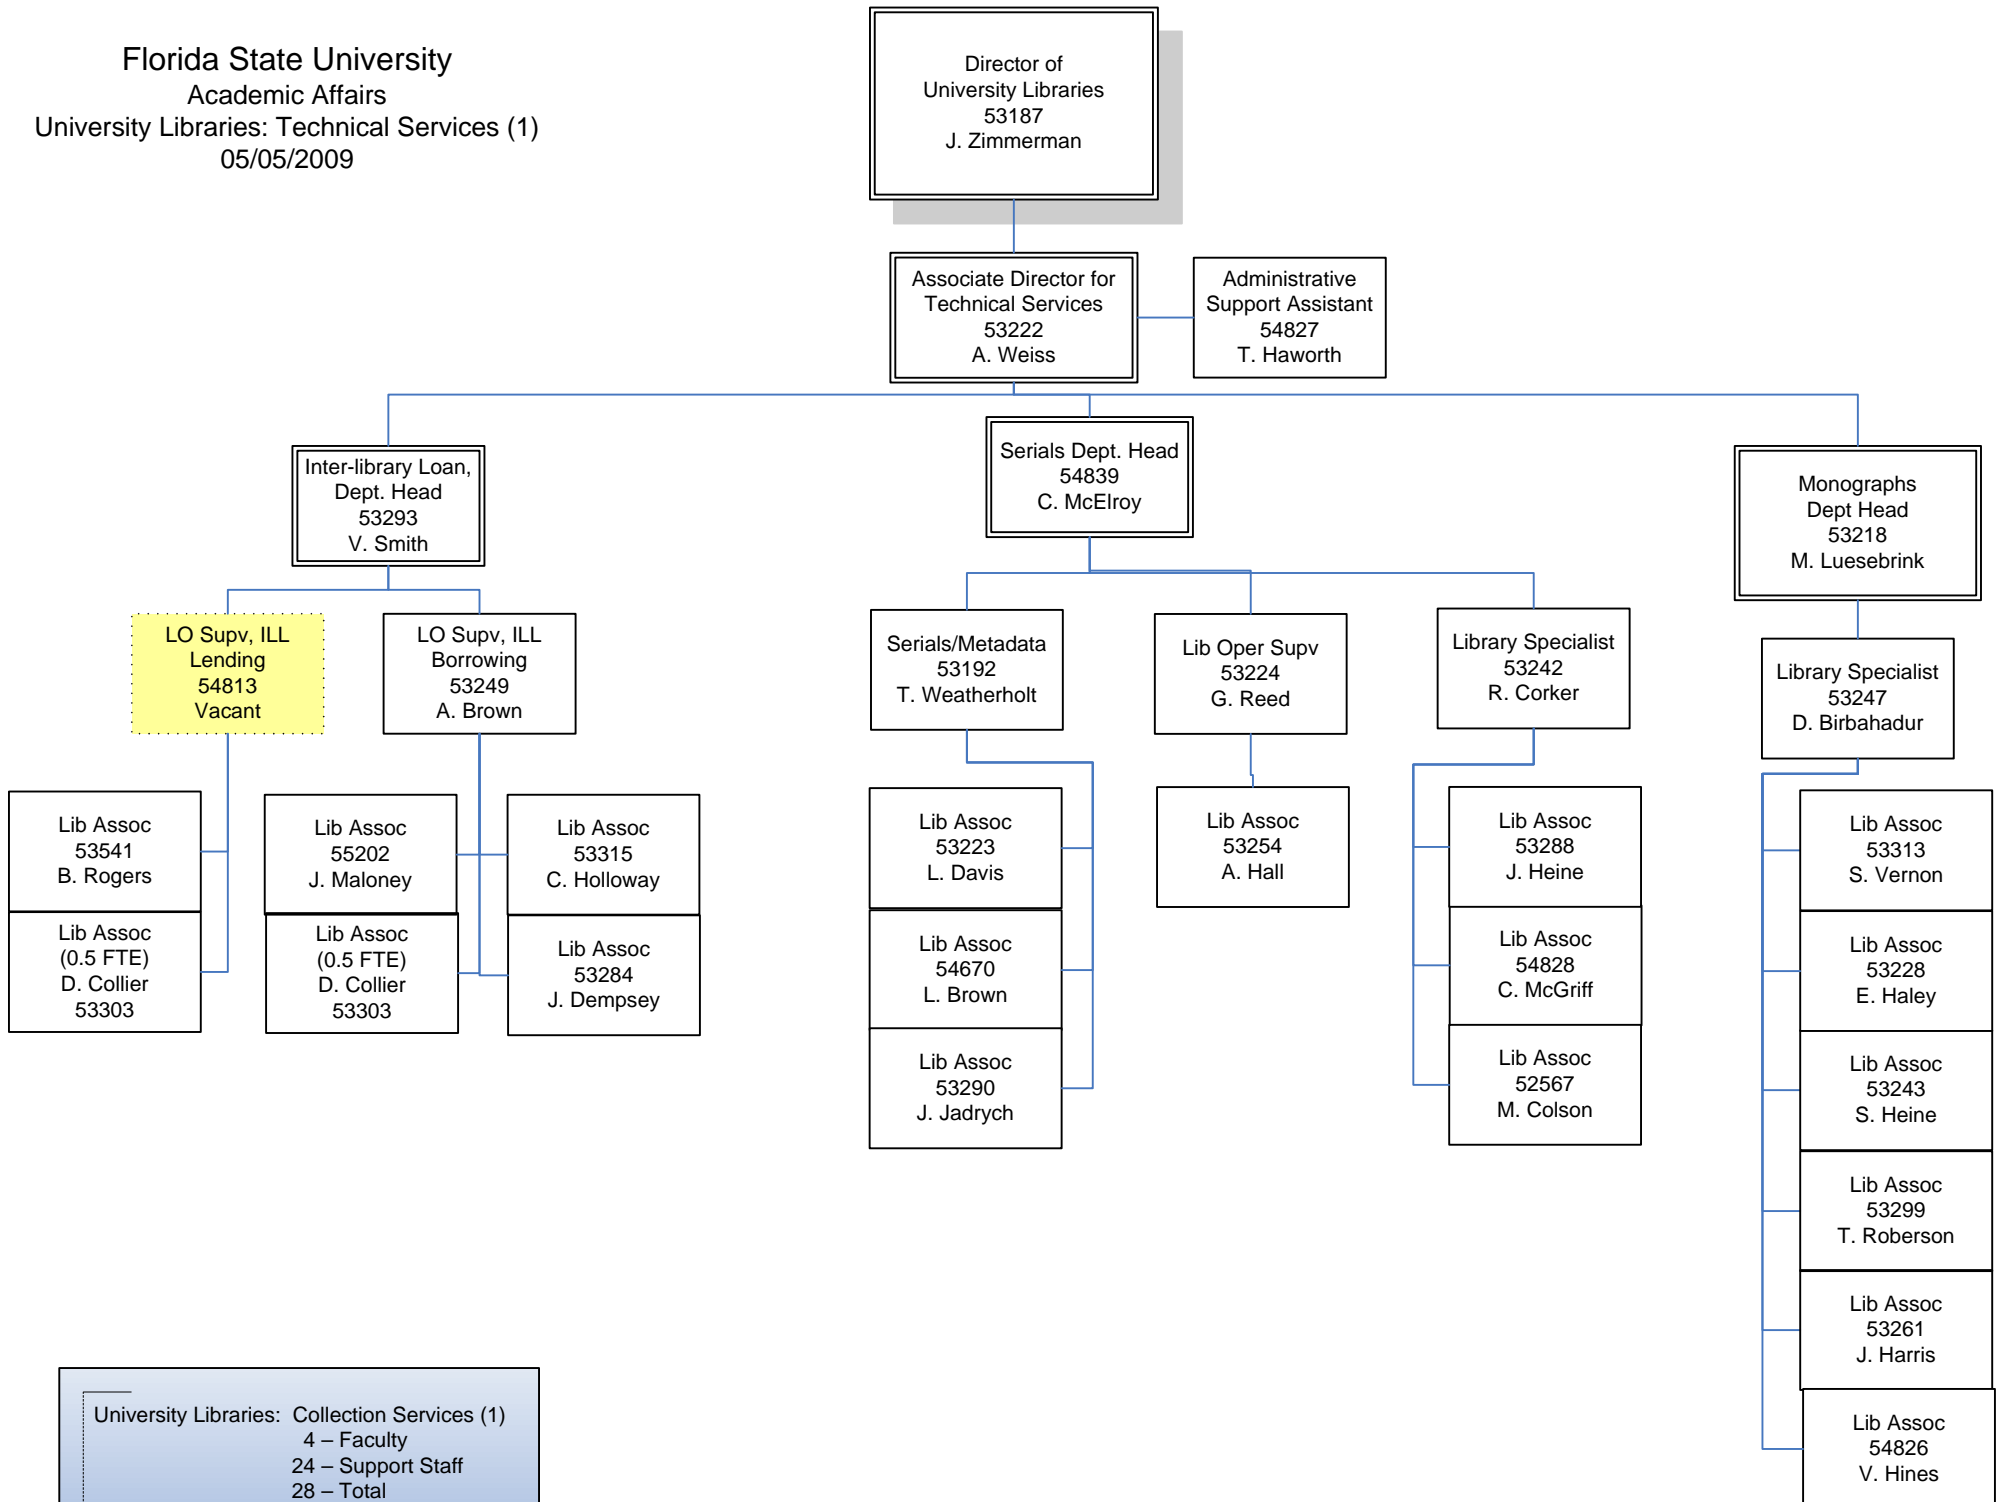 Florida State University
Academic Affairs
University Libraries: Technical Services (1)
05/05/2009
Director of
University Libraries
53187
J. Zimmerman
Associate Director for
Technical Services
53222
A. Weiss
Administrative
Support Assistant
54827
T. Haworth
Inter-library Loan,
Dept. Head
53293
V. Smith
Serials Dept. Head
54839
C. McElroy
Monographs
Dept Head
53218
M. Luesebrink
LO Supv, ILL
Lending
54813
Vacant
LO Supv, ILL
Borrowing
53249
A. Brown
Serials/Metadata
53192
T. Weatherholt
Lib Oper Supv
53224
G. Reed
Library Specialist
53242
R. Corker
Library Specialist
53247
D. Birbahadur
Lib Assoc
53541
B. Rogers
Lib Assoc
(0.5 FTE)
D. Collier
53303
Lib Assoc
55202
J. Maloney
Lib Assoc
(0.5 FTE)
D. Collier
53303
Lib Assoc
53315
C. Holloway
Lib Assoc
53284
J. Dempsey
Lib Assoc
53223
L. Davis
Lib Assoc
54670
L. Brown
Lib Assoc
53290
J. Jadrych
Lib Assoc
53254
A. Hall
Lib Assoc
53288
J. Heine
Lib Assoc
54828
C. McGriff
Lib Assoc
52567
M. Colson
Lib Assoc
53313
S. Vernon
Lib Assoc
53228
E. Haley
Lib Assoc
53243
S. Heine
Lib Assoc
53299
T. Roberson
Lib Assoc
53261
J. Harris
Lib Assoc
54826
V. Hines
University Libraries: Collection Services (1)
4 – Faculty
24 – Support Staff
28 – Total